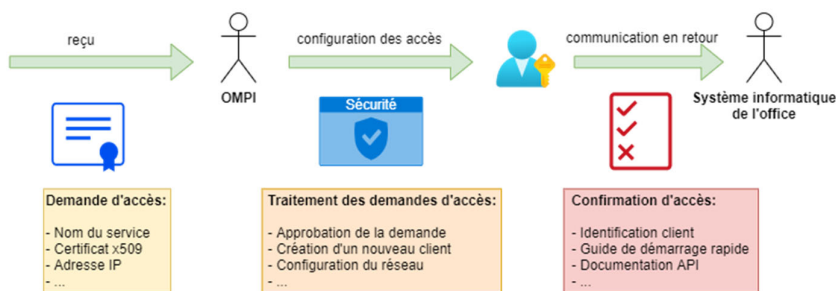 reçu
configuration des accès
communication en retour
OMPI
Sécurité
Système informatique
de l'office
Demande d'accès:
- Nom du service
- Certificat x509
- Adresse IP
- ...
Traitement des demandes d'accès:
- Approbation de la demande
- Création d'un nouveau client
- Configuration du réseau
- ...
Confirmation d'accès:
- Identification client
- Guide de démarrage rapide
- Documentation API
- ...